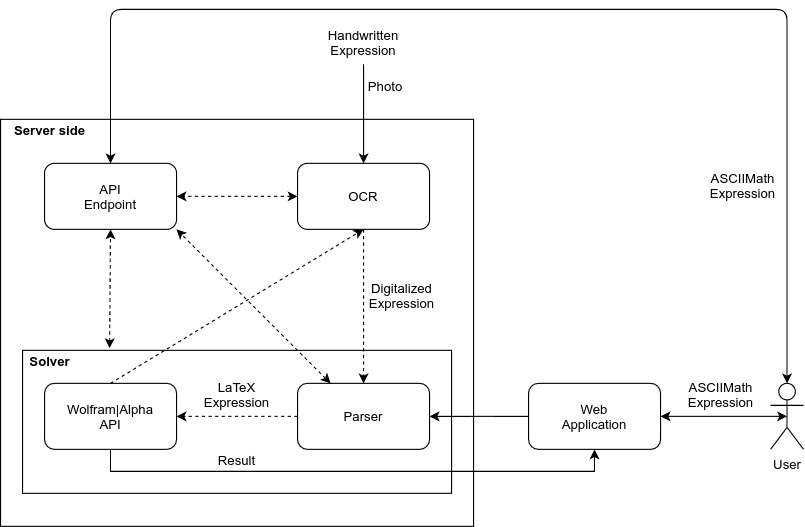 Handwritten
Expression
Photo
Server side
API
Endpoint
OCR
ASCIIMath
Expression
Digitalized
Expression
Solver
Wolfram|Alpha
API
LaTeX
Expression
Parser
Web
Application
ASCIIMath
Expression
Result
User